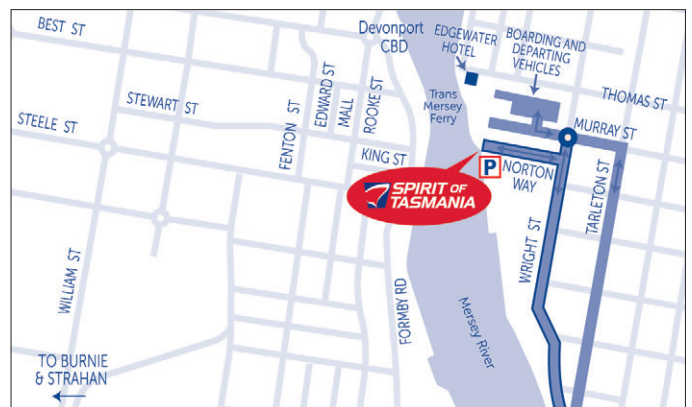 BEST ST
STEELE ST
STEWART ST
WILLIAM ST
TO BURNIE
& STRAHAN
FENTON ST
EDWARD ST
MALL
ROOKE ST
KING ST
FORMBY RD
Devonport
CBD
EDGEWATER
HOTEL
BOARDING AND
DEPARTING
VEHICLES
Trans
Mersey
Ferry
THOMAS ST
MURRAY ST
P
NORTON
WAY
SPIRIT OF
TASMANIA
WRIGHT ST
TARLETON ST
Mersey River